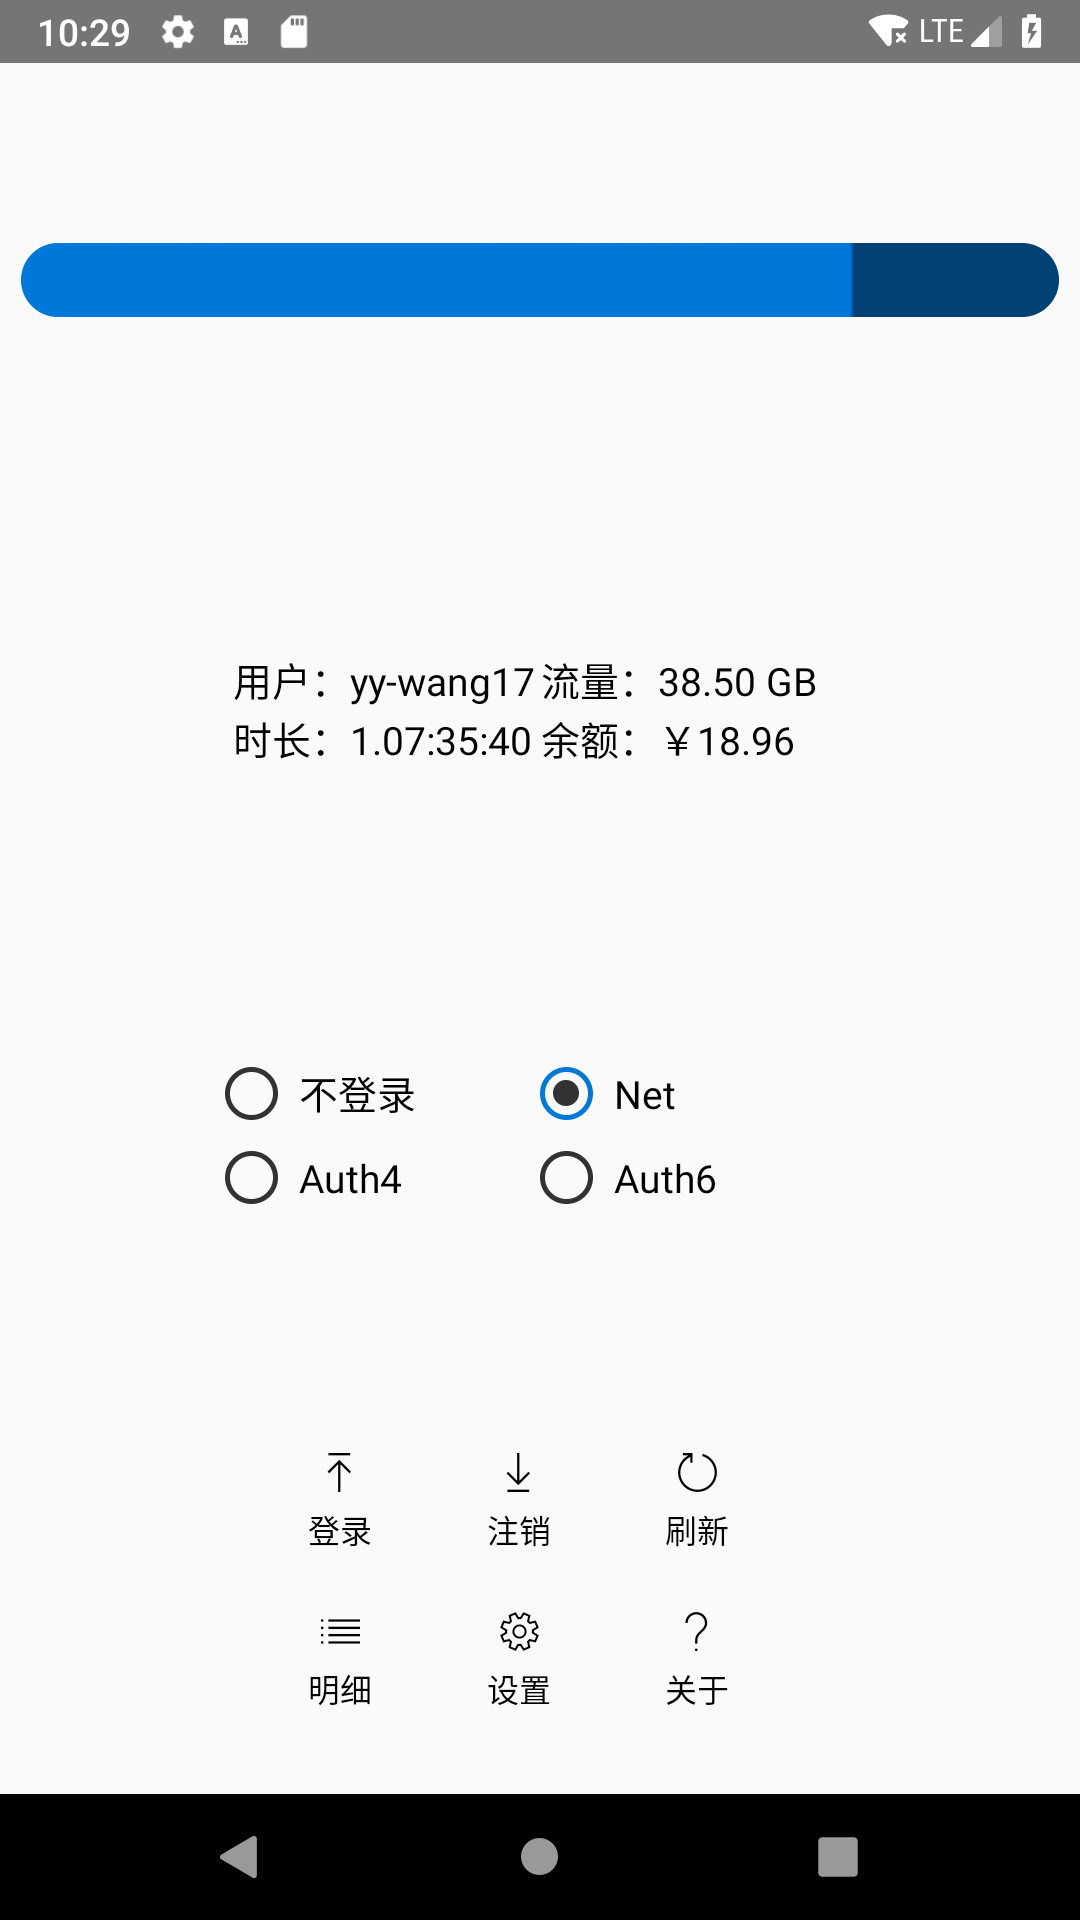 10:29 LTE
用户：yy-wang17 流量：38.50 GB
时长：1.07:35:40 余额：￥18.96
不登录 Net
Auth4 Auth6
登录 注销 刷新
明细 设置 关于